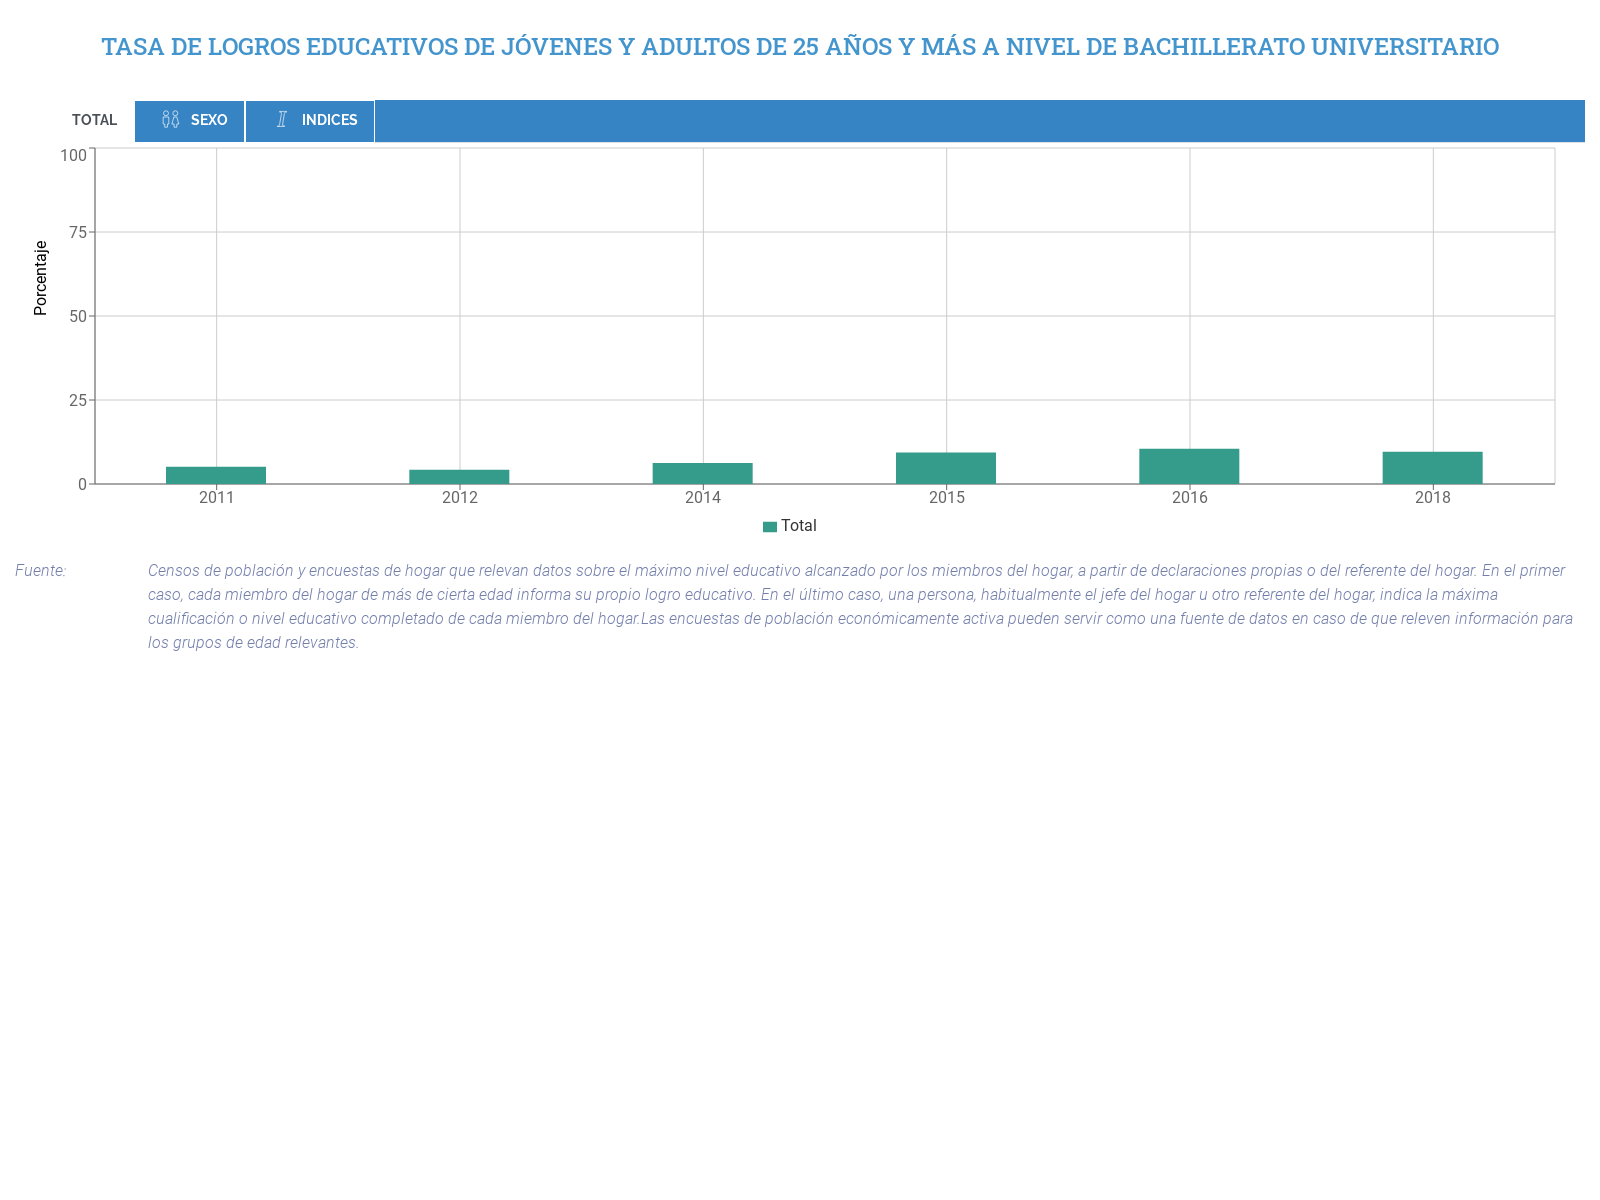 TASA DE LOGROS EDUCATIVOS DE JÓVENES Y ADULTOS DE 25 AÑOS Y MÁS A NIVEL DE BACHILLERATO UNIVERSITARIO
TOTAL SEXO INDICES
100
75
50
25
0
Porcentaje
2011 2012 2014 2015 2016 2018
Total
Fuente: Censos de población y encuestas de hogar que relevan datos sobre el máximo nivel educativo alcanzado por los miembros del hogar, a partir de declaraciones propias o del referente del hogar. En el primer
caso, cada miembro del hogar de más de cierta edad informa su propio logro educativo. En el último caso, una persona, habitualmente el jefe del hogar u otro referente del hogar, indica la máxima
cualificación o nivel educativo completado de cada miembro del hogar.Las encuestas de población económicamente activa pueden servir como una fuente de datos en caso de que releven información para
los grupos de edad relevantes.